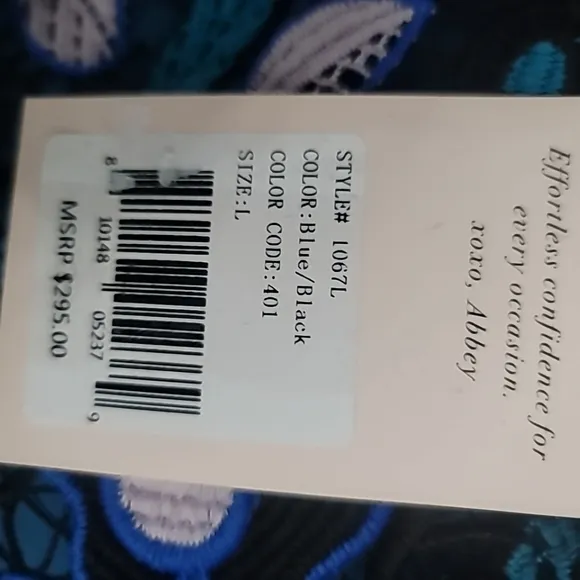 Effortless confidence for
every occasion.
xoxo, Abbey
STYLE# 1067L
COLOR:Blue/Black
COLOR CODE:401
SIZE:L
8 10148 05237 9
MSRP $295.00